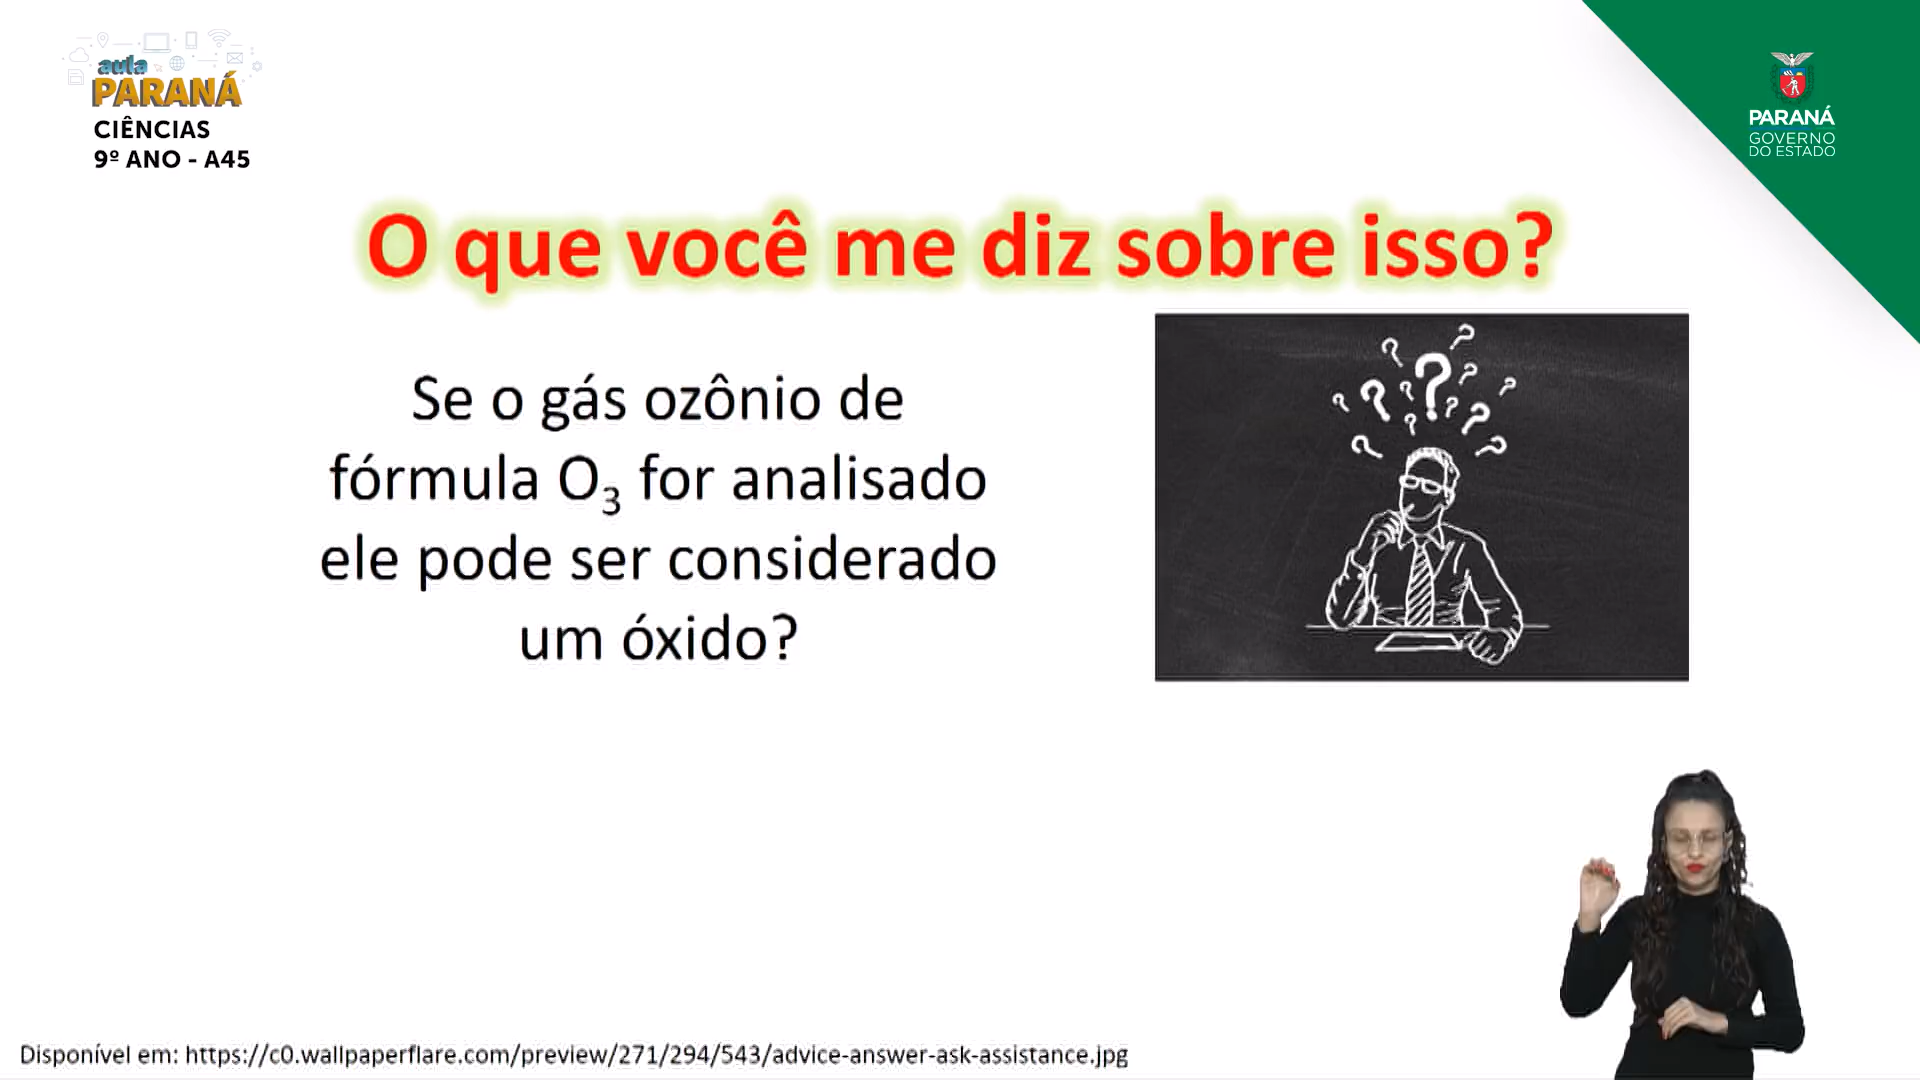 aula
PARANÁ
CIÊNCIAS
9º ANO - A45
PARANÁ
GOVERNO
DO ESTADO
O que você me diz sobre isso?
Se o gás ozônio de
fórmula O₃ for analisado
ele pode ser considerado
um óxido?
Disponível em: https://c0.wallpaperflare.com/preview/271/294/543/advice-answer-ask-assistance.jpg